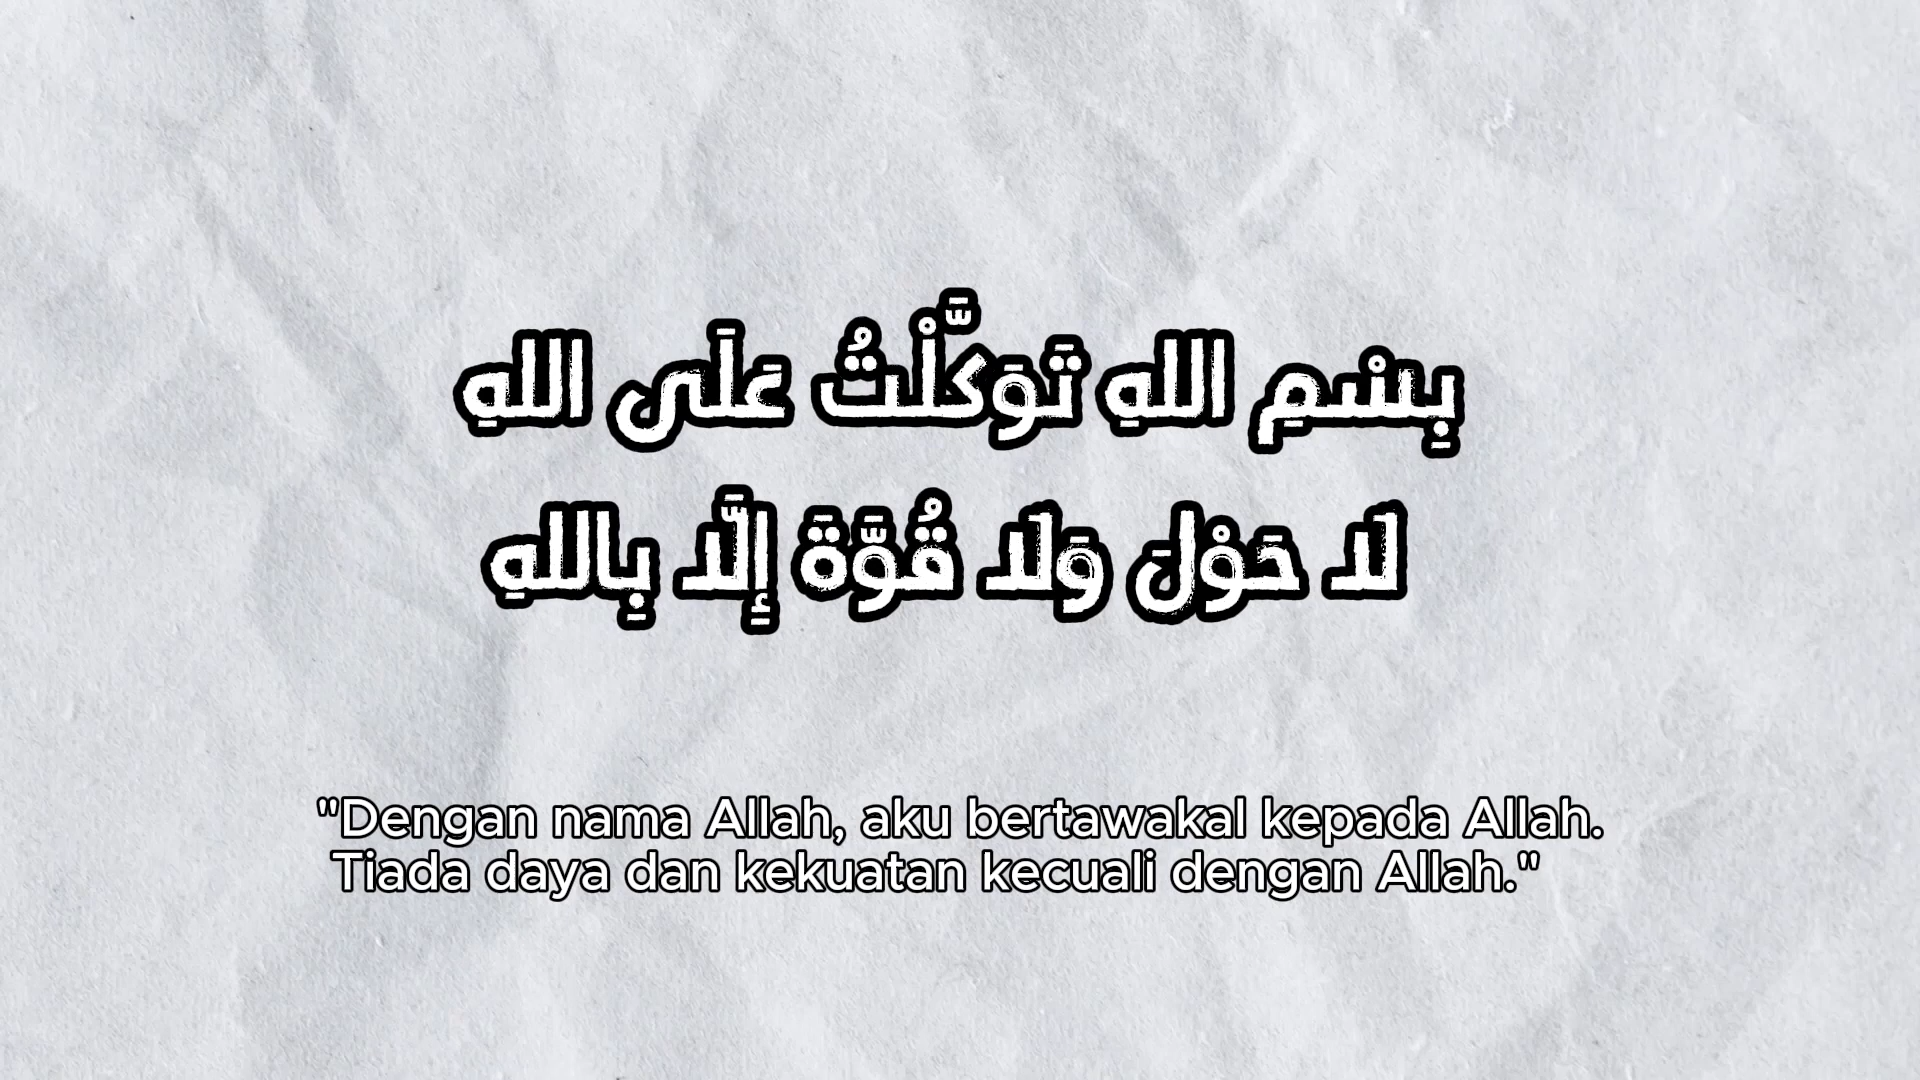 بِسْمِ اللهِ تَوَكَّلْتُ عَلَى اللهِ
لَا حَوْلَ وَلَا قُوَّةَ إِلَّا بِاللهِ
"Dengan nama Allah, aku bertawakal kepada Allah.
Tiada daya dan kekuatan kecuali dengan Allah."